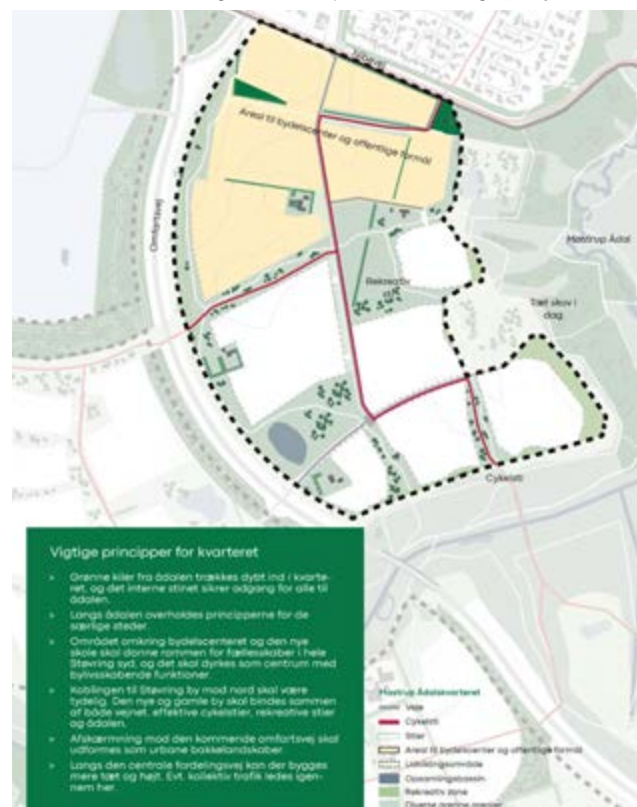 Nibevej
Areal til bydelscenter og offentlige formål
Omfartsvej
Mastrup Ådal
Rekreativ
Tæt skov i
dag
Cykelsti
Vigtige principper for kvarteret
» Grønne kiler fra ådalen trækkes dybt ind i kvarte-
ret, og det interne stinet sikrer adgang for alle til
ådalen.
» Langs ådalen overholdes principperne for de
særlige steder.
» Området omkring bydelscenteret og den nye
skole skal danne rammen for fællesskaber i hele
Støvring syd, og det skal dyrkes som centrum med
bylivsskabende funktioner.
» Koblingen til Støvring by mod nord skal være
tydelig. Den nye og gamle by skal bindes sammen
af både vejnet, effektive cykelstier, rekreative stier
og ådalen.
» Afskærmning mod den kommende omfartsvej skal
udformes som urbane bakkelandskaber.
» Langs den centrale fordelingsvej kan der bygges
mere tæt og højt. Evt. kollektiv trafik ledes igen-
nem her.
Mastrup Ådalskvarteret
Veje
Cykelsti
Stier
Areal til bydelscenter og offentlige formål
Udviklingsområde
Opsamlingsbassin
Rekreativ zone
Diverse grønne arealer